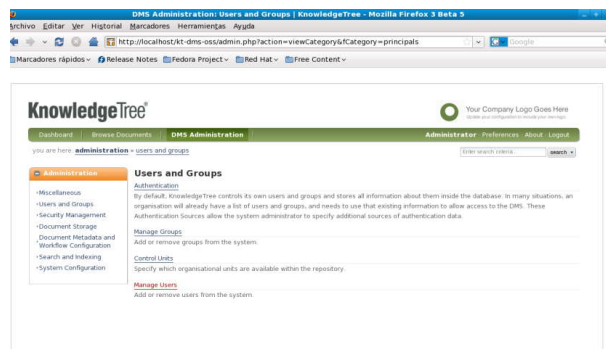 DMS Administration: Users and Groups | KnowledgeTree - Mozilla Firefox 3 Beta 5
Archivo Editar Ver Historial Marcadores Herramientas Ayuda
http://localhost/kt-dms-oss/admin.php?action=viewCategory&fCategory=principals
Google
Marcadores rápidos Release Notes Fedora Project Red Hat Free Content
KnowledgeTree
Your Company Logo Goes Here
Dashboard Browse Documents DMS Administration Administrator Preferences About Logout
you are here: administration » users and groups
Enter search criteria... search
Administration
Miscellaneous
Users and Groups
Security Management
Document Storage
Document Metadata and
Workflow Configuration
Search and Indexing
System Configuration
Users and Groups
Authentication
By default, KnowledgeTree controls its own users and groups and stores all information about them inside the database. In many situations, an
organisation will already have a list of users and groups, and needs to use that existing information to allow access to the DMS. These
Authentication Sources allow the system administrator to specify additional sources of authentication data.
Manage Groups
Add or remove groups from the system.
Control Units
Specify which organisational units are available within the repository.
Manage Users
Add or remove users from the system.